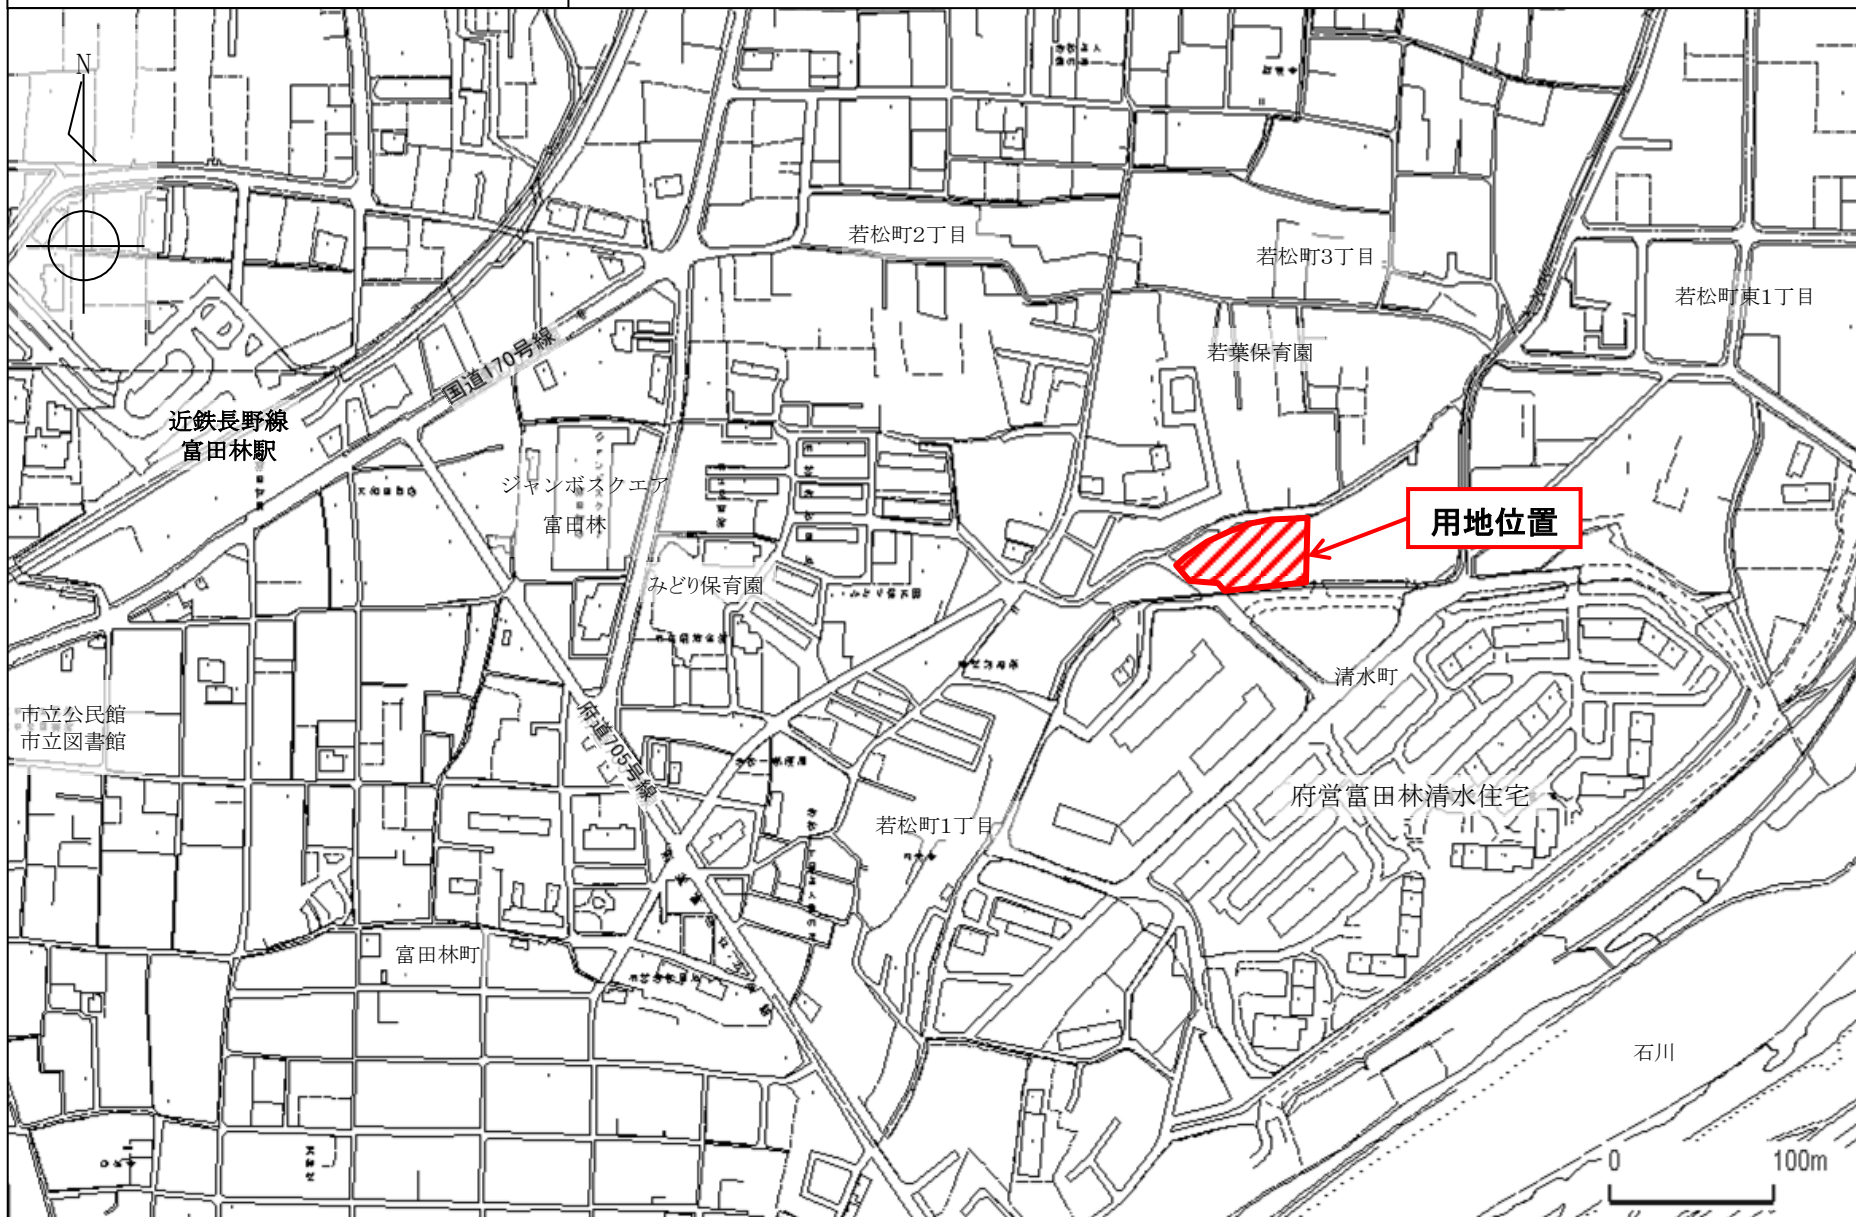 N
若松町2丁目
若松町3丁目
若松町東1丁目
国道170号線
若葉保育園
近鉄長野線
富田林駅
ジャンボスクエア
富田林
用地位置
みどり保育園
清水町
市立公民館
市立図書館
府道705号線
府営富田林清水住宅
若松町1丁目
富田林町
石川
0
100m